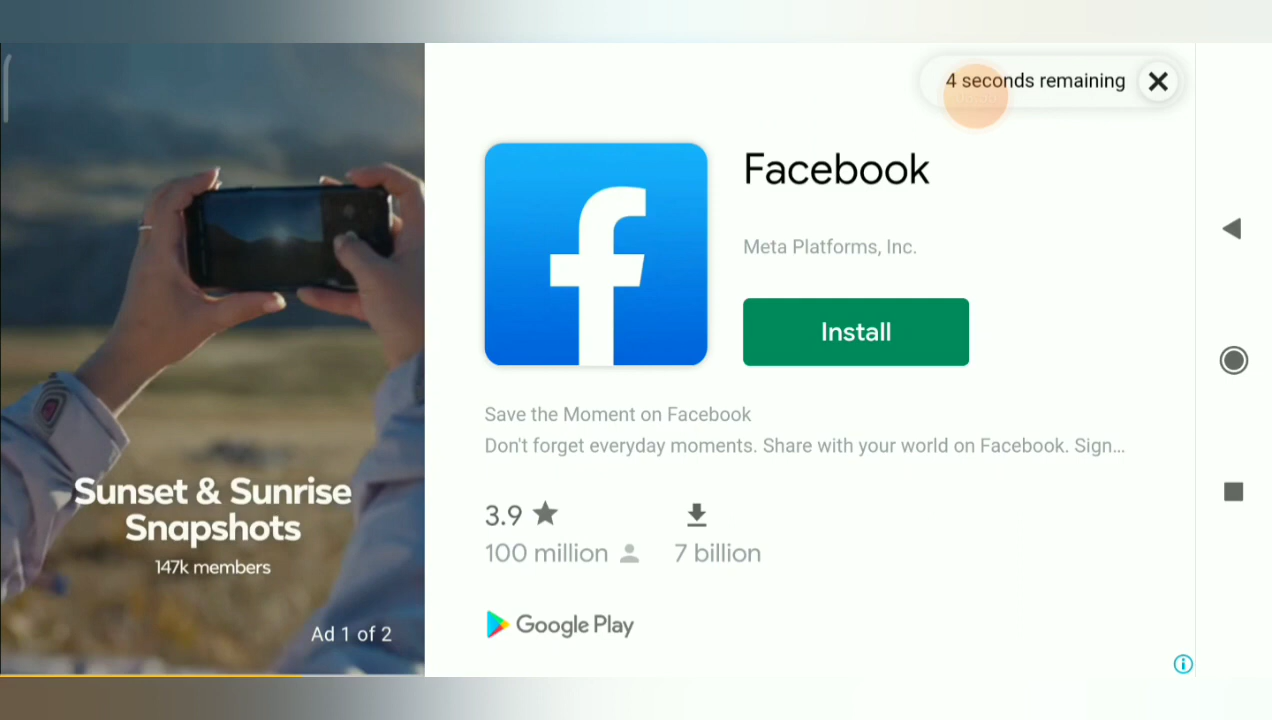 4 seconds remaining
Facebook
Meta Platforms, Inc.
Install
Save the Moment on Facebook
Don't forget everyday moments. Share with your world on Facebook. Sign...
3.9
100 million
7 billion
Google Play
Sunset & Sunrise
Snapshots
147k members
Ad 1 of 2